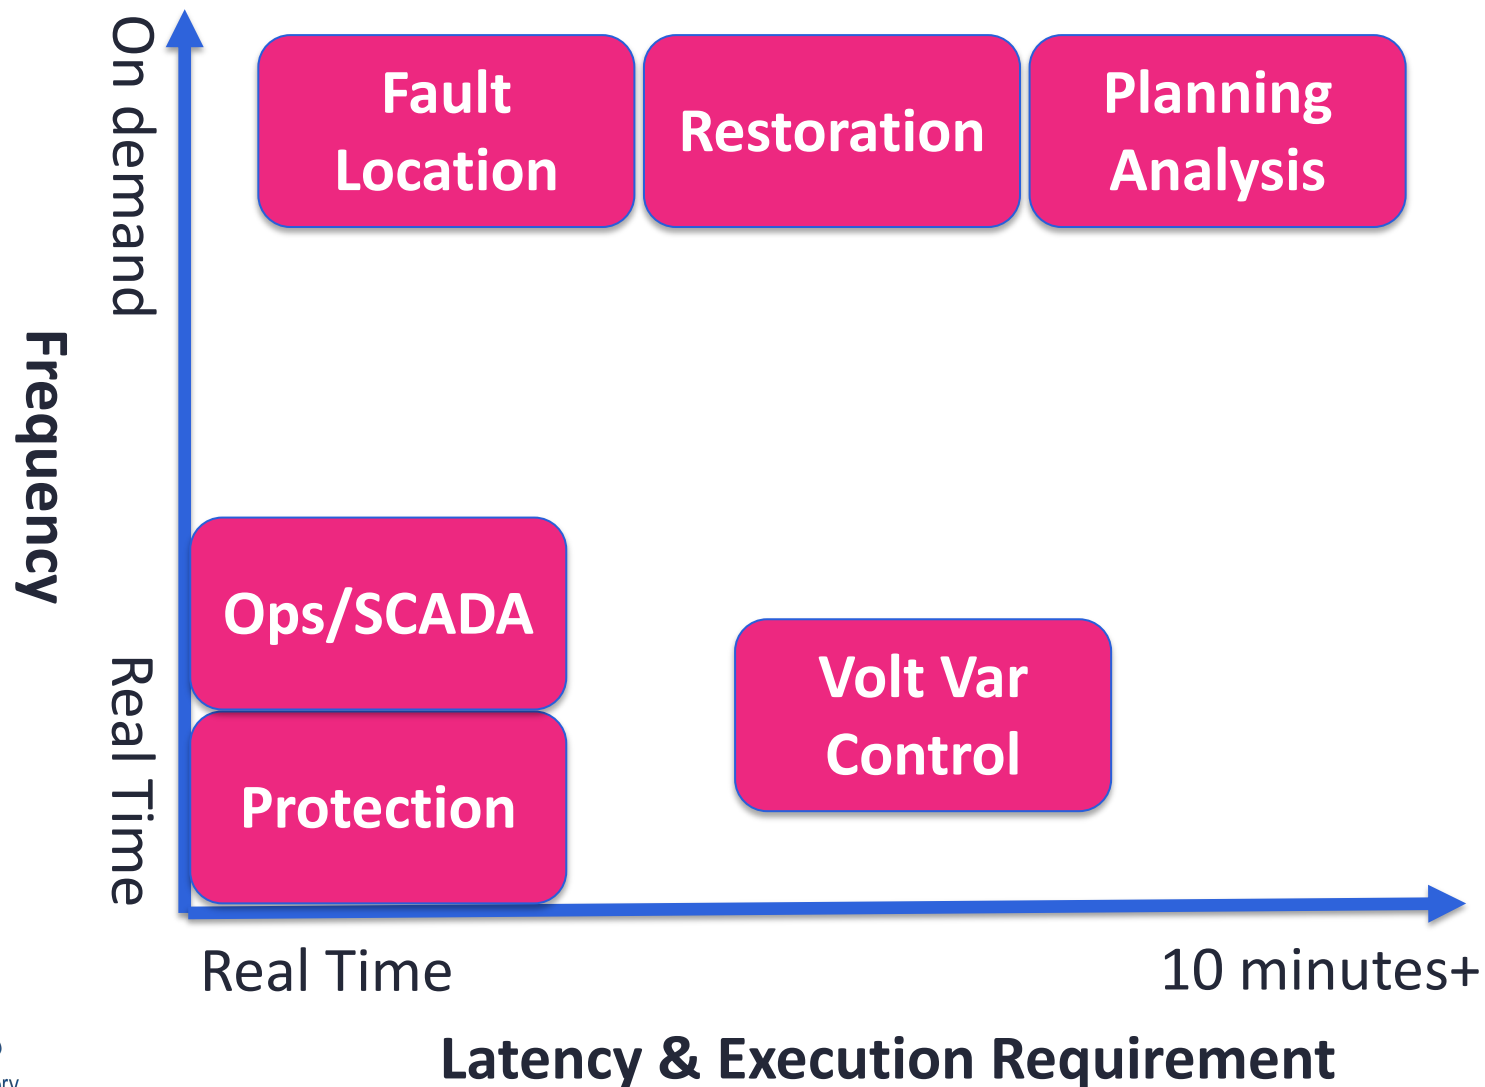 On demand
Frequency
Real Time
Fault
Location
Restoration
Planning
Analysis
Ops/SCADA
Protection
Volt Var
Control
Real Time
10 minutes+
Latency & Execution Requirement